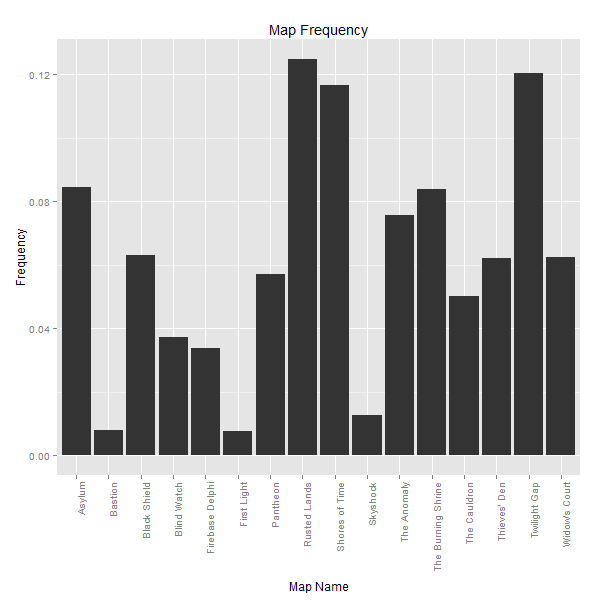 Map Frequency
Frequency
0.12
0.08
0.04
0.00
Asylum
Bastion
Black Shield
Blind Watch
Firebase Delphi
First Light
Pantheon
Rusted Lands
Shores of Time
Skyshock
The Anomaly
The Burning Shrine
The Cauldron
Thieves' Den
Twilight Gap
Widow's Court
Map Name